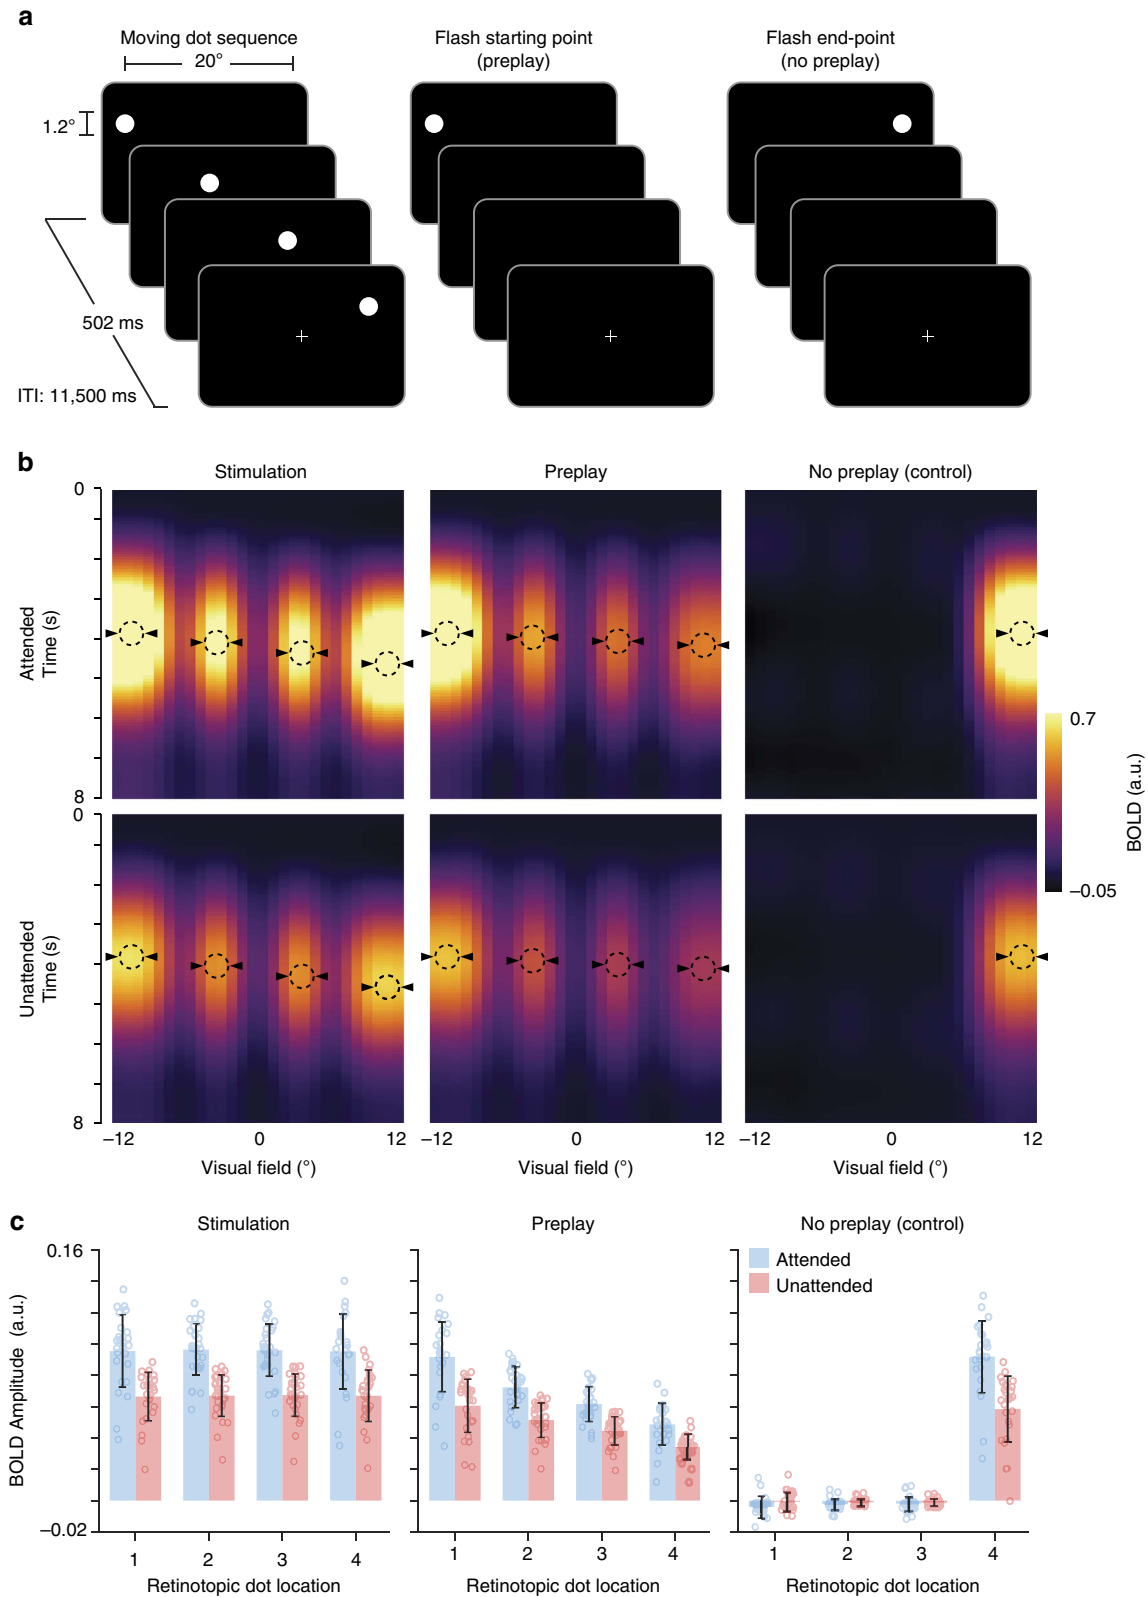 a
Moving dot sequence
20°
Flash starting point
(preplay)
Flash end-point
(no preplay)
1.2°
502 ms
ITI: 11,500 ms
b
Stimulation
Preplay
No preplay (control)
0
Attended
Time (s)
8
0.7
BOLD (a.u.)
–0.05
0
Unattended
Time (s)
8
–12
0
12
–12
0
12
–12
0
12
Visual field (°)
Visual field (°)
Visual field (°)
c
Stimulation
Preplay
No preplay (control)
0.16
BOLD Amplitude (a.u.)
–0.02
Attended
Unattended
1
2
3
4
1
2
3
4
1
2
3
4
Retinotopic dot location
Retinotopic dot location
Retinotopic dot location